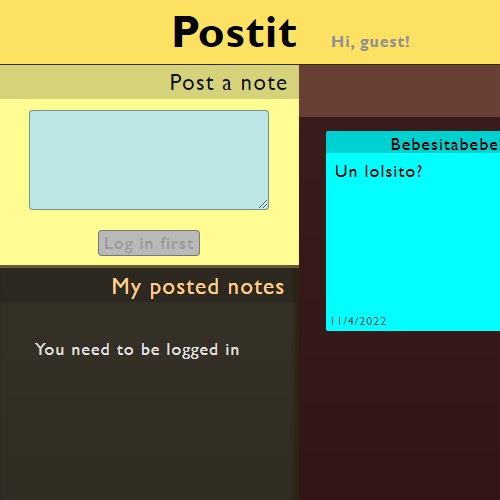 Postit
Hi, guest!
Post a note
Log in first
My posted notes
You need to be logged in
Bebesitabebe
Un lolsito?
11/4/2022